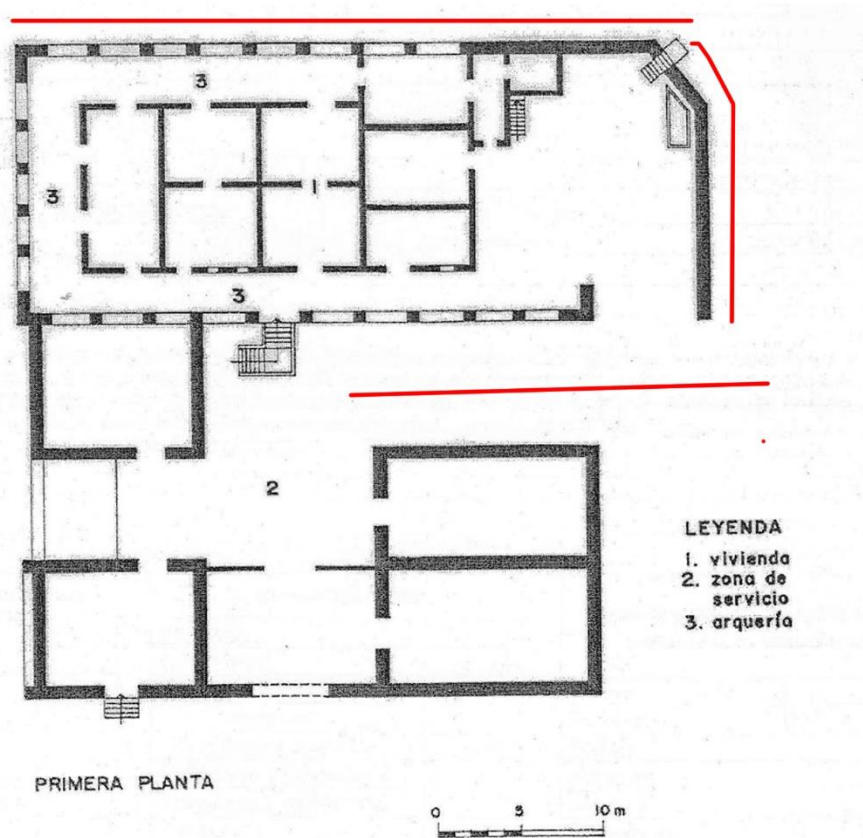 3
3
1
3
2
LEYENDA
1. vivienda
2. zona de
servicio
3. arquería
PRIMERA PLANTA
0 5 10 m